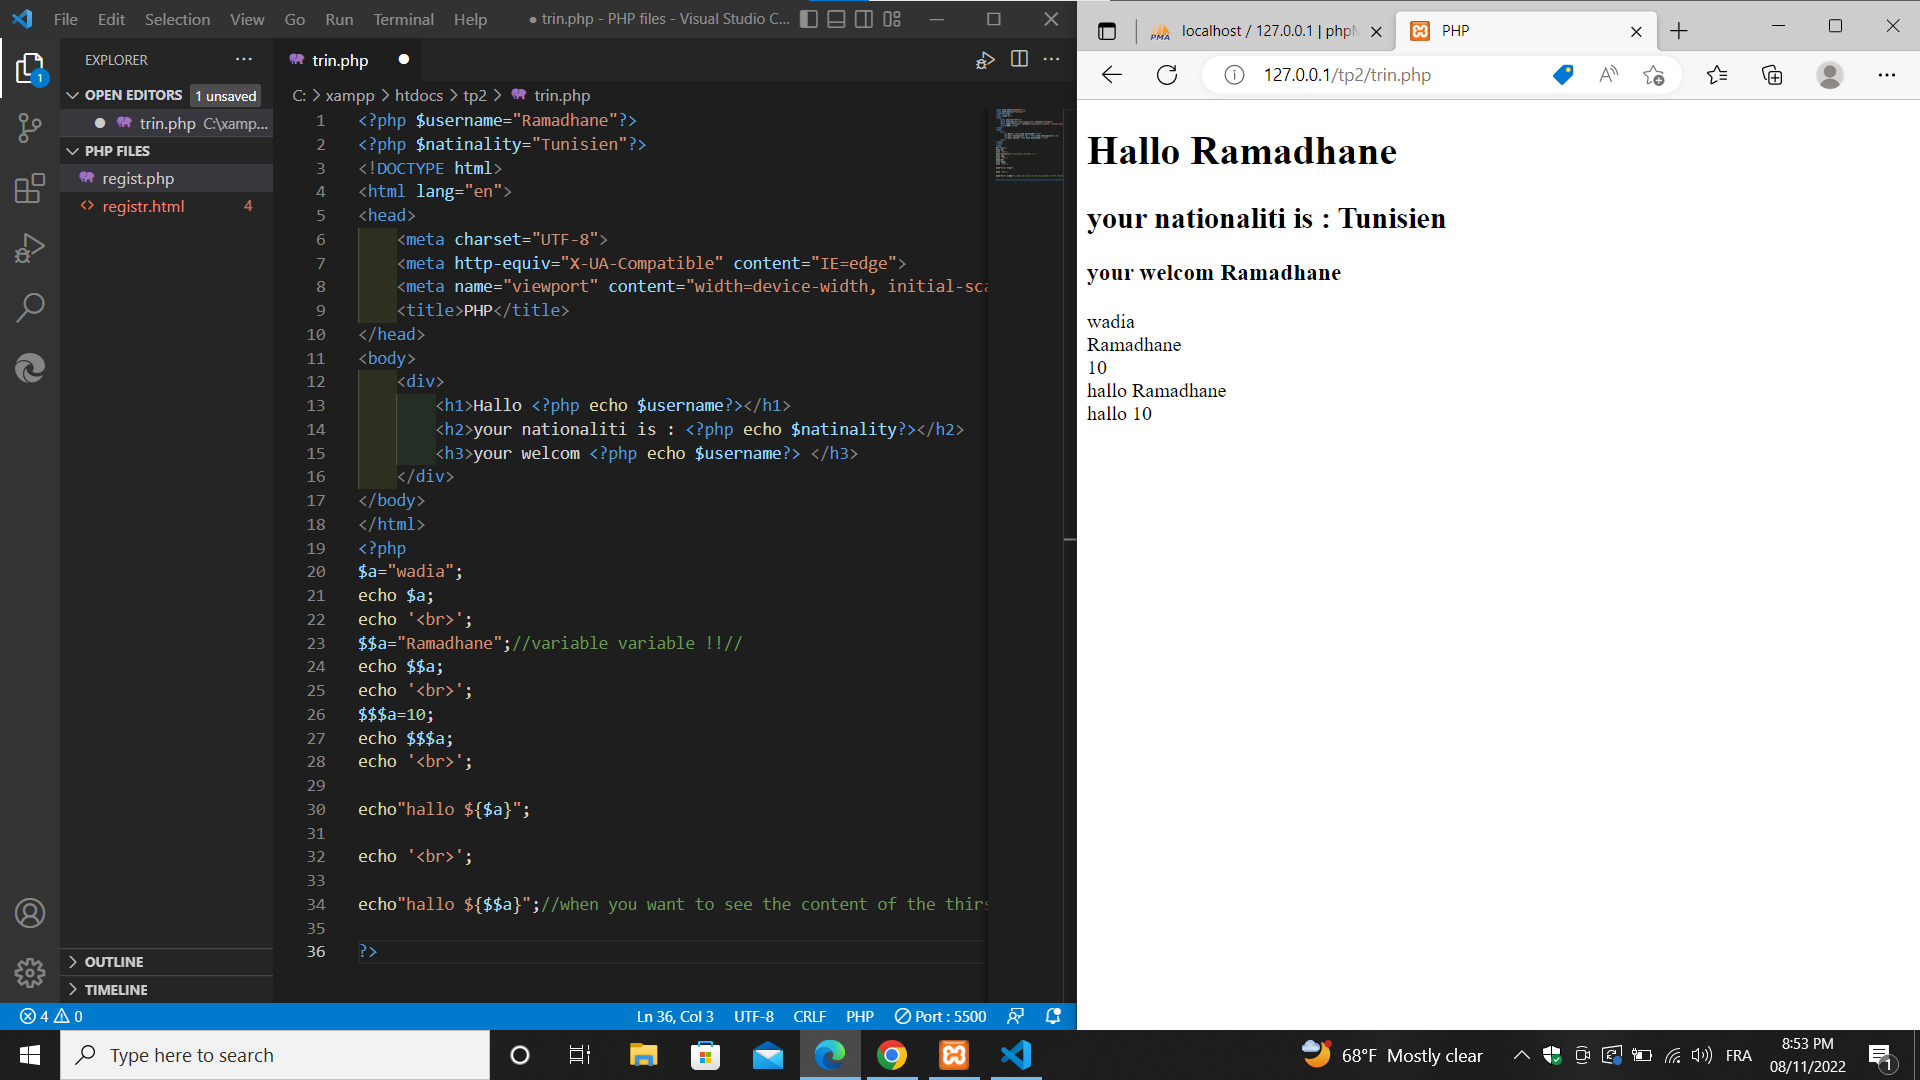 File Edit Selection View Go Run Terminal Help ● trin.php - PHP files - Visual Studio C...
EXPLORER ···
OPEN EDITORS 1 unsaved
● trin.php C:\xamp...
PHP FILES
regist.php
registr.html 4
OUTLINE
TIMELINE
1
trin.php ●
C: > xampp > htdocs > tp2 > trin.php
1 <?php $username="Ramadhane"?>
2 <?php $natinality="Tunisien"?>
3 <!DOCTYPE html>
4 <html lang="en">
5 <head>
6 <meta charset="UTF-8">
7 <meta http-equiv="X-UA-Compatible" content="IE=edge">
8 <meta name="viewport" content="width=device-width, initial-sca
9 <title>PHP</title>
10 </head>
11 <body>
12 <div>
13 <h1>Hallo <?php echo $username?></h1>
14 <h2>your nationaliti is : <?php echo $natinality?></h2>
15 <h3>your welcom <?php echo $username?> </h3>
16 </div>
17 </body>
18 </html>
19 <?php
20 $a="wadia";
21 echo $a;
22 echo '<br>';
23 $$a="Ramadhane";//variable variable !!//
24 echo $$a;
25 echo '<br>';
26 $$$a=10;
27 echo $$$a;
28 echo '<br>';
29
30 echo"hallo ${$a}";
31
32 echo '<br>';
33
34 echo"hallo ${$$a}";//when you want to see the content of the thirs
35
36 ?>
4 0 Ln 36, Col 3 UTF-8 CRLF PHP Port : 5500
localhost / 127.0.0.1 | phpM
PHP
127.0.0.1/tp2/trin.php
Hallo Ramadhane
your nationaliti is : Tunisien
your welcom Ramadhane
wadia
Ramadhane
10
hallo Ramadhane
hallo 10
Type here to search
68°F Mostly clear
FRA
8:53 PM
08/11/2022
1